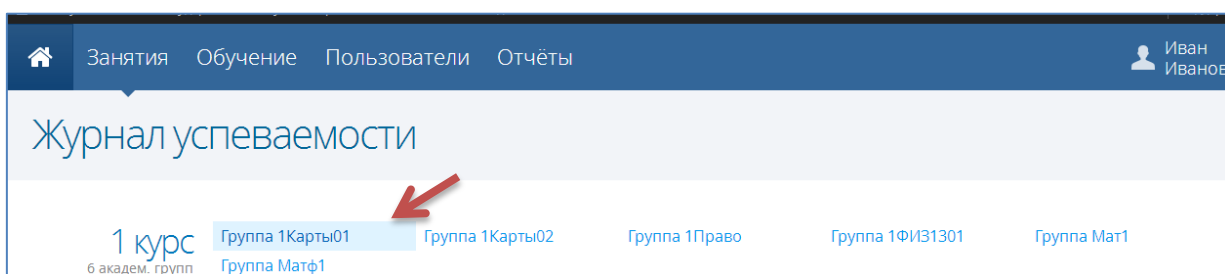 Занятия Обучение Пользователи Отчёты
Иван
Иванов
Журнал успеваемости
1 курс
6 академ. групп
Группа 1Карты01 Группа 1Карты02 Группа 1Право Группа 1ФИ31301 Группа Мат1
Группа Матф1